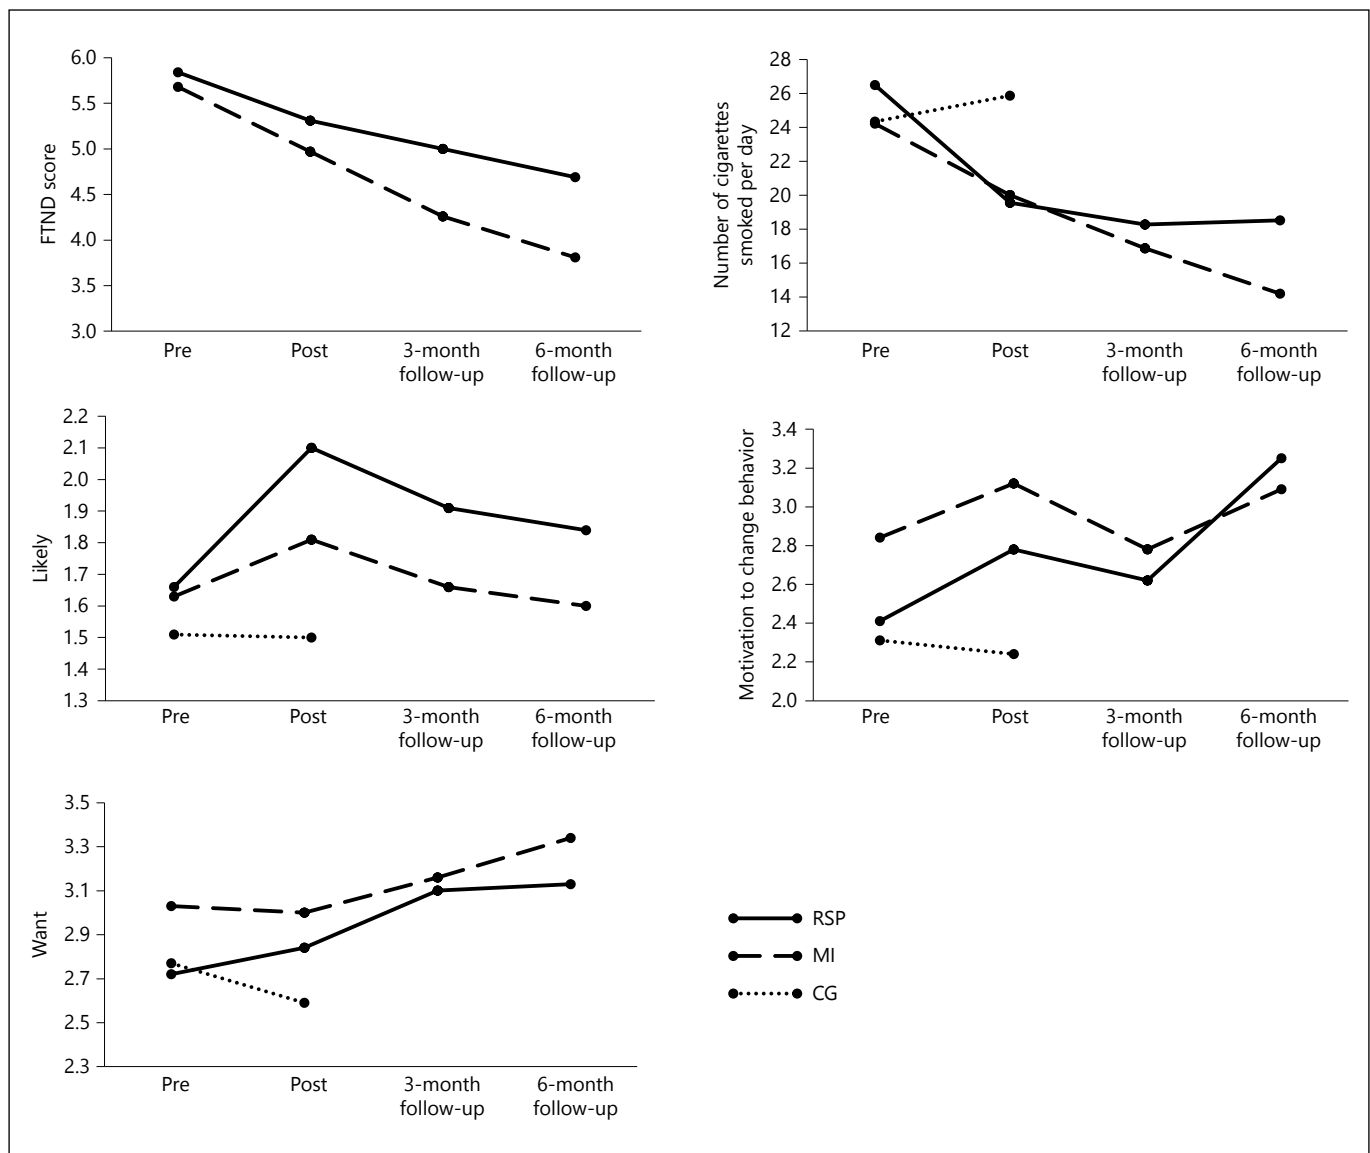 FTND score
6.0
5.5
5.0
4.5
4.0
3.5
3.0
Pre
Post
3-month
follow-up
6-month
follow-up
Number of cigarettes
smoked per day
28
26
24
22
20
18
16
14
12
Pre
Post
3-month
follow-up
6-month
follow-up
Likely
2.2
2.1
2.0
1.9
1.8
1.7
1.6
1.5
1.4
1.3
Pre
Post
3-month
follow-up
6-month
follow-up
Motivation to change behavior
3.4
3.2
3.0
2.8
2.6
2.4
2.2
2.0
Pre
Post
3-month
follow-up
6-month
follow-up
Want
3.5
3.3
3.1
2.9
2.7
2.5
2.3
Pre
Post
3-month
follow-up
6-month
follow-up
RSP
MI
CG